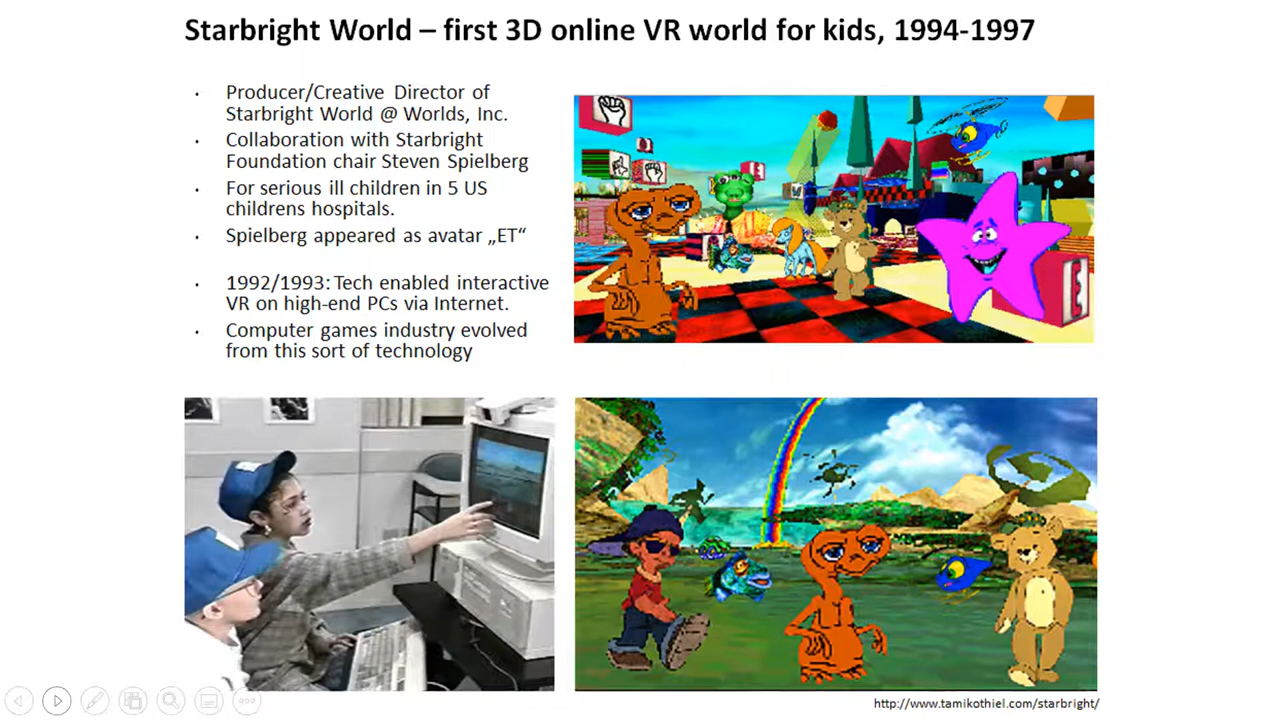 Starbright World – first 3D online VR world for kids, 1994-1997
• Producer/Creative Director of
Starbright World @ Worlds, Inc.
• Collaboration with Starbright
Foundation chair Steven Spielberg
• For serious ill children in 5 US
childrens hospitals.
• Spielberg appeared as avatar „ET“
• 1992/1993: Tech enabled interactive
VR on high-end PCs via Internet.
• Computer games industry evolved
from this sort of technology
http://www.tamikothiel.com/starbright/